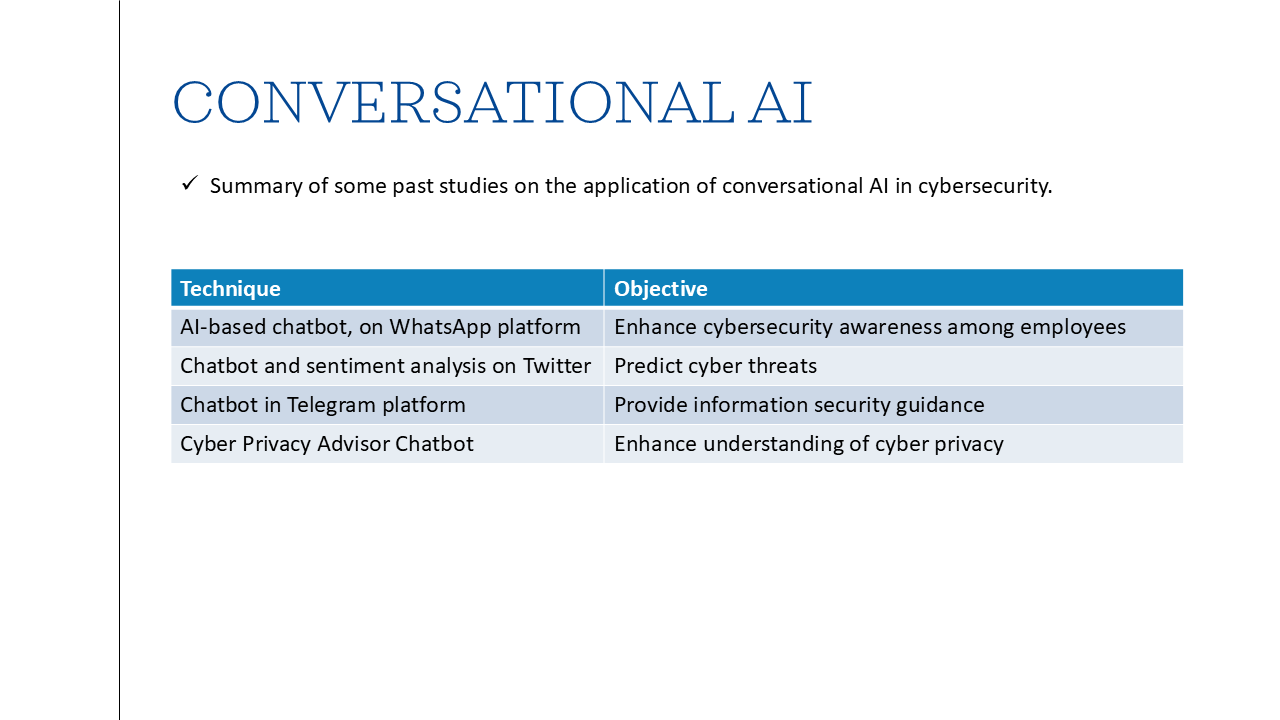 CONVERSATIONAL AI
✓ Summary of some past studies on the application of conversational AI in cybersecurity.
Technique Objective
AI-based chatbot, on WhatsApp platform Enhance cybersecurity awareness among employees
Chatbot and sentiment analysis on Twitter Predict cyber threats
Chatbot in Telegram platform Provide information security guidance
Cyber Privacy Advisor Chatbot Enhance understanding of cyber privacy